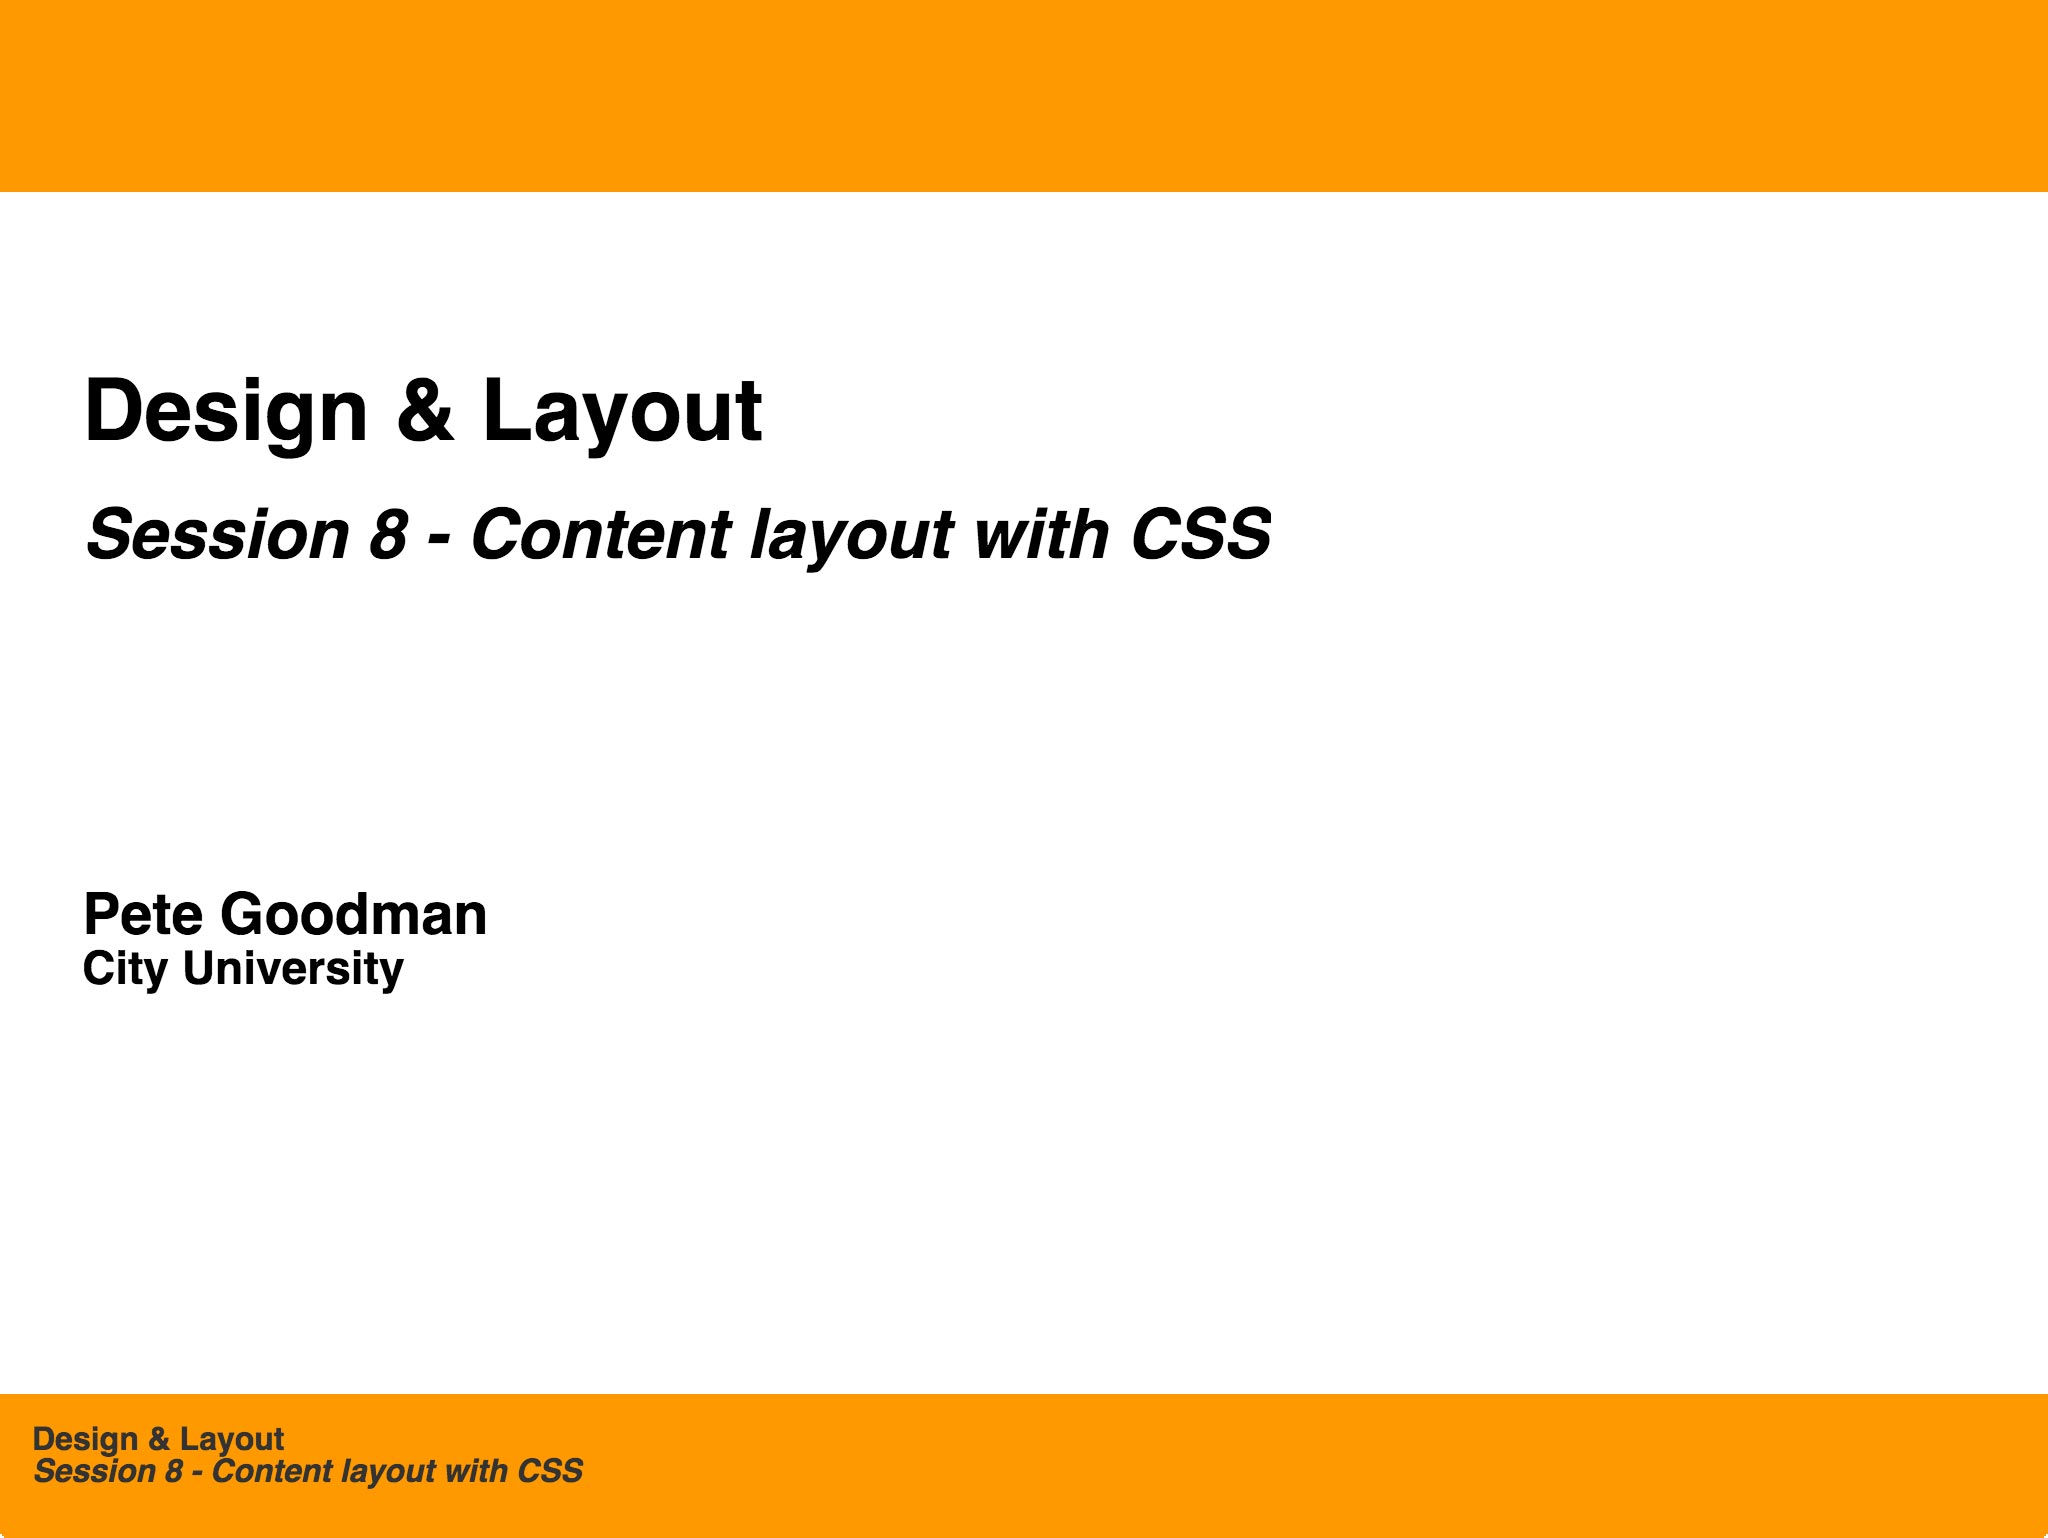 Design & Layout
Session 8 - Content layout with CSS
Pete Goodman
City University
Design & Layout
Session 8 - Content layout with CSS